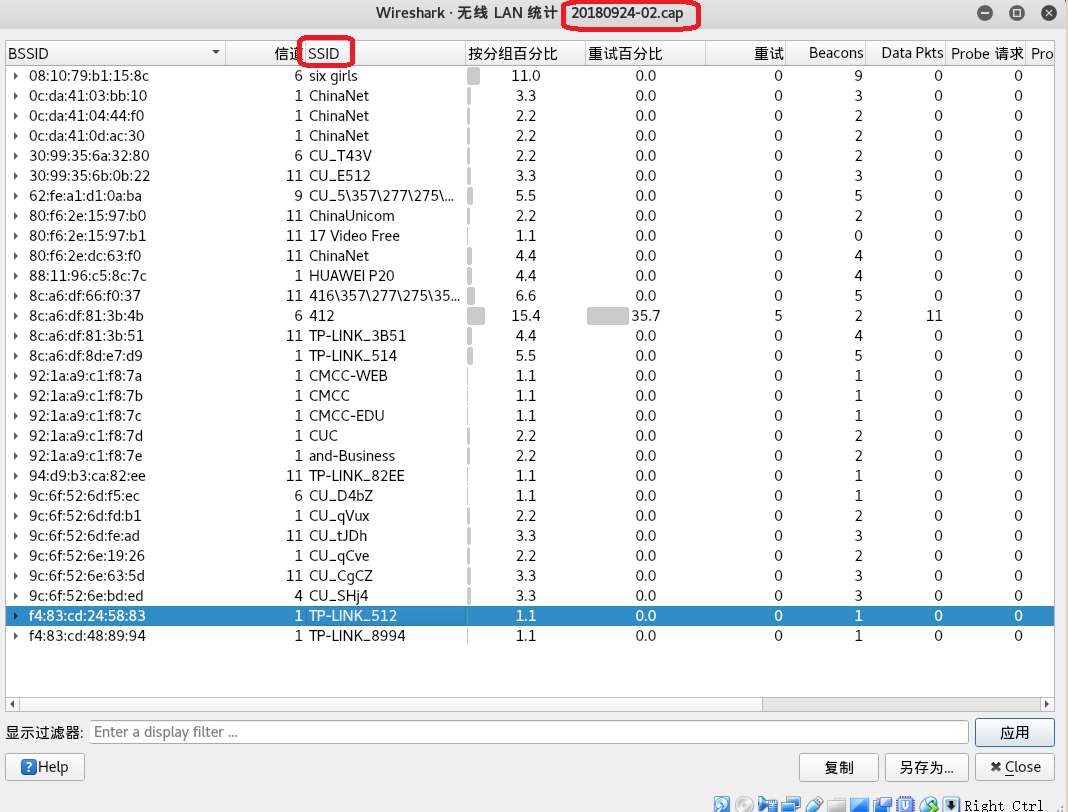 Wireshark · 无线 LAN 统计 20180924-02.cap
BSSID 信道 SSID 按分组百分比 重试百分比 重试 Beacons Data Pkts Probe 请求 Pro
08:10:79:b1:15:8c 6 six girls 11.0 0.0 0 9 0 0
0c:da:41:03:bb:10 1 ChinaNet 3.3 0.0 0 3 0 0
0c:da:41:04:44:f0 1 ChinaNet 2.2 0.0 0 2 0 0
0c:da:41:0d:ac:30 1 ChinaNet 2.2 0.0 0 2 0 0
30:99:35:6a:32:80 6 CU_T43V 2.2 0.0 0 2 0 0
30:99:35:6b:0b:22 11 CU_E512 3.3 0.0 0 3 0 0
62:fe:a1:d1:0a:ba 9 CU_5\357\277\275\... 5.5 0.0 0 5 0 0
80:f6:2e:15:97:b0 11 ChinaUnicom 2.2 0.0 0 2 0 0
80:f6:2e:15:97:b1 11 17 Video Free 1.1 0.0 0 0 0 0
80:f6:2e:dc:63:f0 11 ChinaNet 4.4 0.0 0 4 0 0
88:11:96:c5:8c:7c 1 HUAWEI P20 4.4 0.0 0 4 0 0
8c:a6:df:66:f0:37 11 416\357\277\275\35... 6.6 0.0 0 5 0 0
8c:a6:df:81:3b:4b 6 412 15.4 35.7 5 2 11 0
8c:a6:df:81:3b:51 11 TP-LINK_3B51 4.4 0.0 0 4 0 0
8c:a6:df:8d:e7:d9 1 TP-LINK_514 5.5 0.0 0 5 0 0
92:1a:a9:c1:f8:7a 1 CMCC-WEB 1.1 0.0 0 1 0 0
92:1a:a9:c1:f8:7b 1 CMCC 1.1 0.0 0 1 0 0
92:1a:a9:c1:f8:7c 1 CMCC-EDU 1.1 0.0 0 1 0 0
92:1a:a9:c1:f8:7d 1 CUC 2.2 0.0 0 2 0 0
92:1a:a9:c1:f8:7e 1 and-Business 2.2 0.0 0 2 0 0
94:d9:b3:ca:82:ee 11 TP-LINK_82EE 1.1 0.0 0 1 0 0
9c:6f:52:6d:f5:ec 6 CU_D4bZ 1.1 0.0 0 1 0 0
9c:6f:52:6d:fd:b1 1 CU_qVux 2.2 0.0 0 2 0 0
9c:6f:52:6d:fe:ad 11 CU_tJDh 3.3 0.0 0 3 0 0
9c:6f:52:6e:19:26 1 CU_qCve 2.2 0.0 0 2 0 0
9c:6f:52:6e:63:5d 11 CU_CgCZ 3.3 0.0 0 3 0 0
9c:6f:52:6e:bd:ed 4 CU_SHj4 3.3 0.0 0 3 0 0
f4:83:cd:24:58:83 1 TP-LINK_512 1.1 0.0 0 1 0 0
f4:83:cd:48:89:94 1 TP-LINK_8994 1.1 0.0 0 1 0 0
显示过滤器: Enter a display filter ... 应用
Help 复制 另存为... Close
Right Ctrl